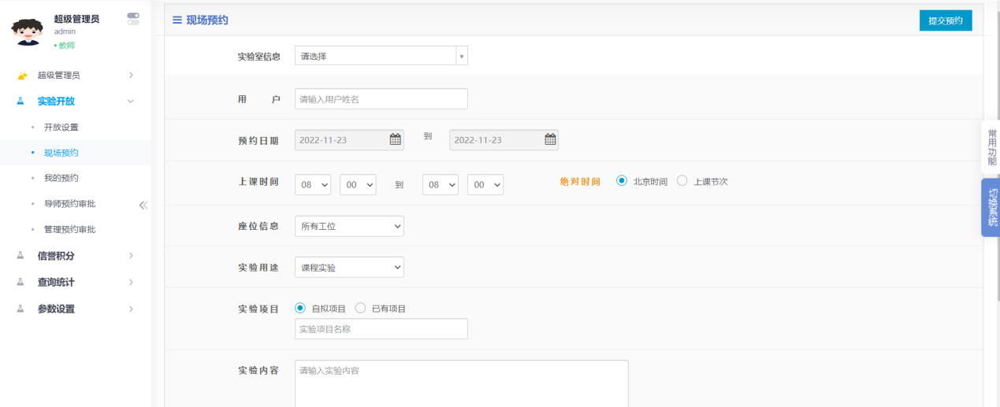 超级管理员
admin
教师
超级管理员
实验开放
开放设置
现场预约
我的预约
导师预约审批
管理预约审批
信誉积分
查询统计
参数设置
现场预约
提交预约
实验室信息 请选择
用 户 请输入用户姓名
预约日期 2022-11-23 到 2022-11-23
上课时间 08 00 到 08 00 绝对时间 北京时间 上课节次
座位信息 所有工位
实验用途 课程实验
实验项目 自拟项目 已有项目
实验项目名称
实验内容 请输入实验内容
常用功能
切换系统